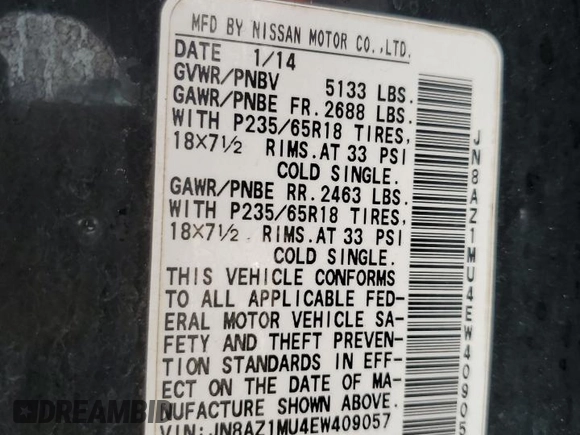 MFD BY NISSAN MOTOR CO.,LTD.
DATE 1/14
GVWR/PNBV 5133 LBS.
GAWR/PNBE FR. 2688 LBS.
WITH P235/65R18 TIRES,
18X7½ RIMS. AT 33 PSI
COLD SINGLE.
GAWR/PNBE RR. 2463 LBS.
WITH P235/65R18 TIRES,
18X7½ RIMS. AT 33 PSI
COLD SINGLE.
THIS VEHICLE CONFORMS
TO ALL APPLICABLE FED-
ERAL MOTOR VEHICLE SA-
FETY AND THEFT PREVEN-
TION STANDARDS IN EFF-
ECT ON THE DATE OF MA-
NUFACTURE SHOWN ABOVE.
VIN: JN8AZ1MU4EW409057
JN8AZ1MU4EW40905
DREAMBID